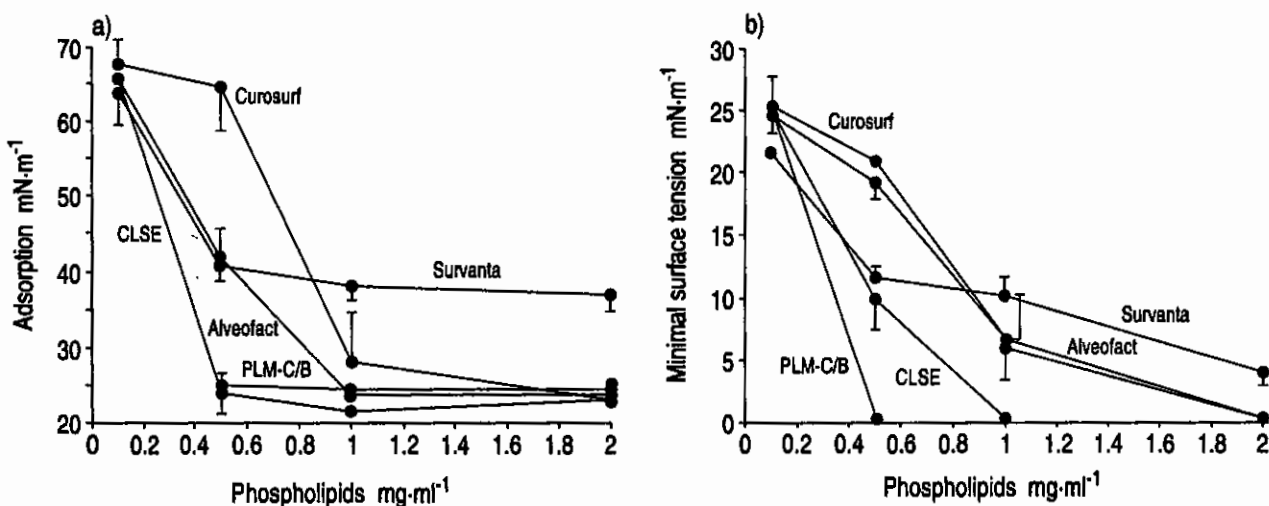 a)
Adsorption mN·m⁻¹
70
60
50
40
30
20
0
0.2
0.4
0.6
0.8
1
1.2
1.4
1.6
1.8
2
Phospholipids mg·ml⁻¹
Curosurf
CLSE
Survanta
Alveofact
PLM-C/B
b)
Minimal surface tension mN·m⁻¹
30
25
20
15
10
5
0
0
0.2
0.4
0.6
0.8
1
1.2
1.4
1.6
1.8
2
Phospholipids mg·ml⁻¹
Curosurf
Survanta
Alveofact
PLM-C/B
CLSE